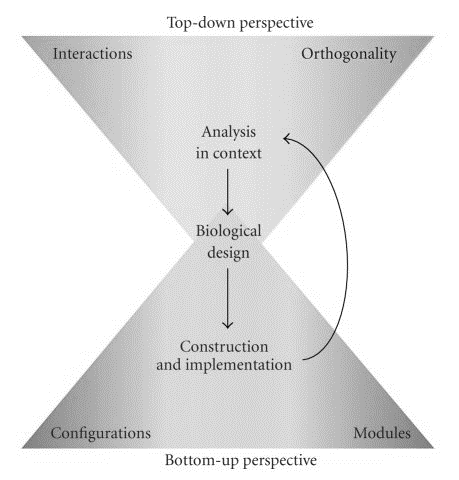 Top-down perspective
Interactions
Orthogonality
Analysis
in context
Biological
design
Construction
and implementation
Configurations
Modules
Bottom-up perspective